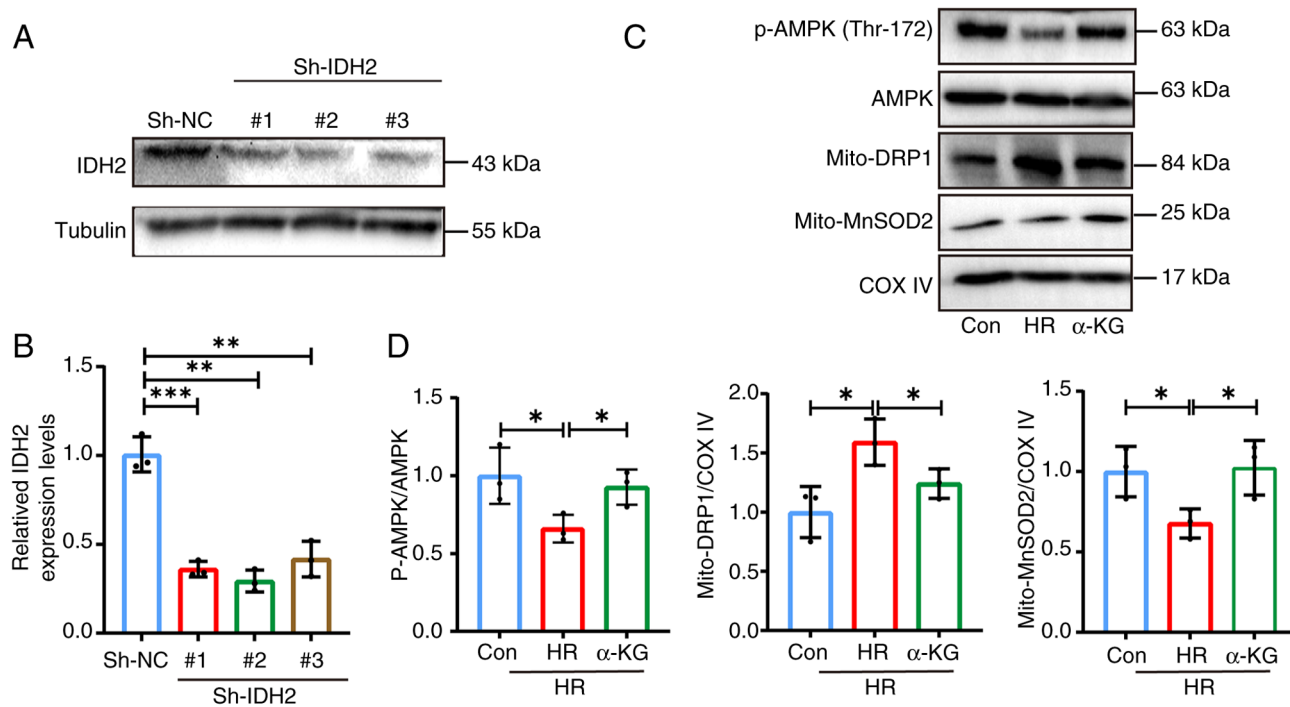 A
Sh-IDH2
Sh-NC #1 #2 #3
IDH2 43 kDa
Tubulin 55 kDa
C
p-AMPK (Thr-172) 63 kDa
AMPK 63 kDa
Mito-DRP1 84 kDa
Mito-MnSOD2 25 kDa
COX IV 17 kDa
Con HR α-KG
B
Relatived IDH2
expression levels
1.5
1.0
0.5
0.0
***
**
**
Sh-NC #1 #2 #3
Sh-IDH2
D
P-AMPK/AMPK
1.5
1.0
0.5
0.0
* *
Con HR α-KG
HR
Mito-DRP1/COX IV
2.0
1.5
1.0
0.5
0.0
* *
Con HR α-KG
HR
Mito-MnSOD2/COX IV
1.5
1.0
0.5
0.0
* *
Con HR α-KG
HR